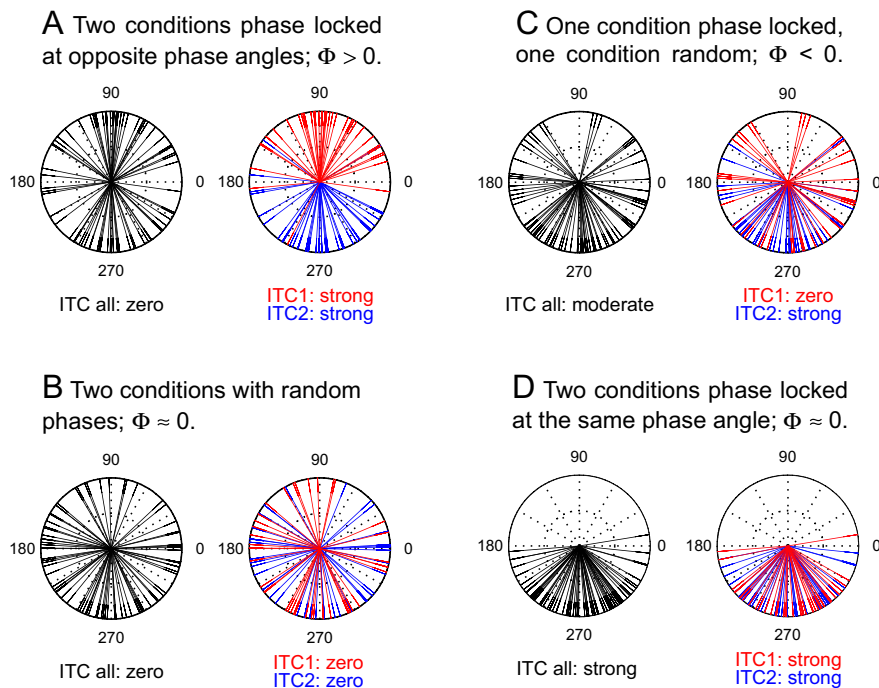 A Two conditions phase locked
at opposite phase angles; Φ > 0.
90
180
0
270
ITC all: zero
90
180
0
270
ITC1: strong
ITC2: strong
C One condition phase locked,
one condition random; Φ < 0.
90
180
0
270
ITC all: moderate
90
180
0
270
ITC1: zero
ITC2: strong
B Two conditions with random
phases; Φ ≈ 0.
90
180
0
270
ITC all: zero
90
180
0
270
ITC1: zero
ITC2: zero
D Two conditions phase locked
at the same phase angle; Φ ≈ 0.
90
180
0
270
ITC all: strong
90
180
0
270
ITC1: strong
ITC2: strong